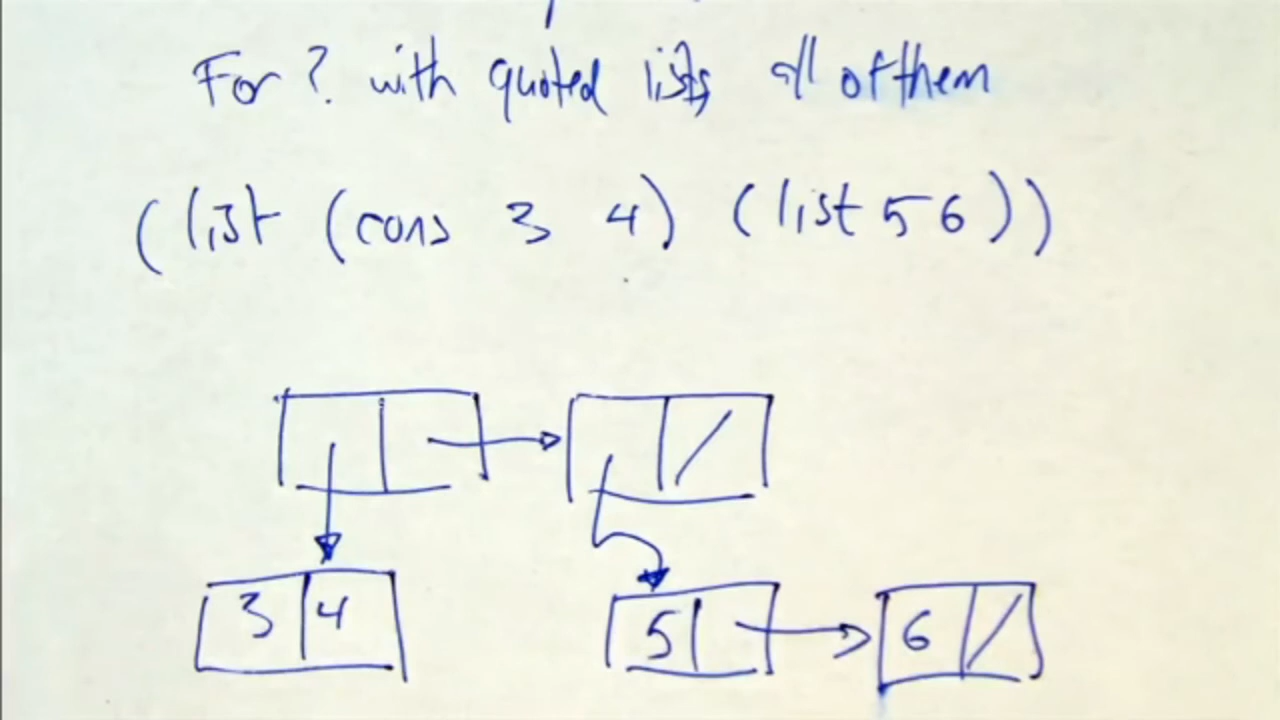 For ? with quoted lists all of them
(list (cons 3 4) (list 5 6))
3 4
5
6